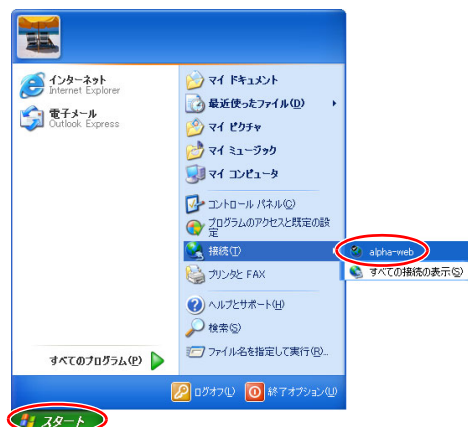 インターネット
Internet Explorer
電子メール
Outlook Express
すべてのプログラム(P)
マイ ドキュメント
最近使ったファイル(D)
マイ ピクチャ
マイ ミュージック
マイ コンピュータ
コントロール パネル(C)
プログラムのアクセスと既定の設
定
接続(T)
プリンタと FAX
ヘルプとサポート(H)
検索(S)
ファイル名を指定して実行(R)...
alpha-web
すべての接続の表示(S)
ログオフ(L)
終了オプション(U)
スタート